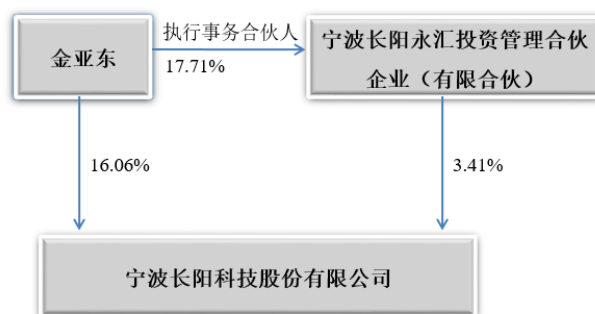 执行事务合伙人
金亚东
17.71%
宁波长阳永汇投资管理合伙
企业（有限合伙）
16.06%
3.41%
宁波长阳科技股份有限公司